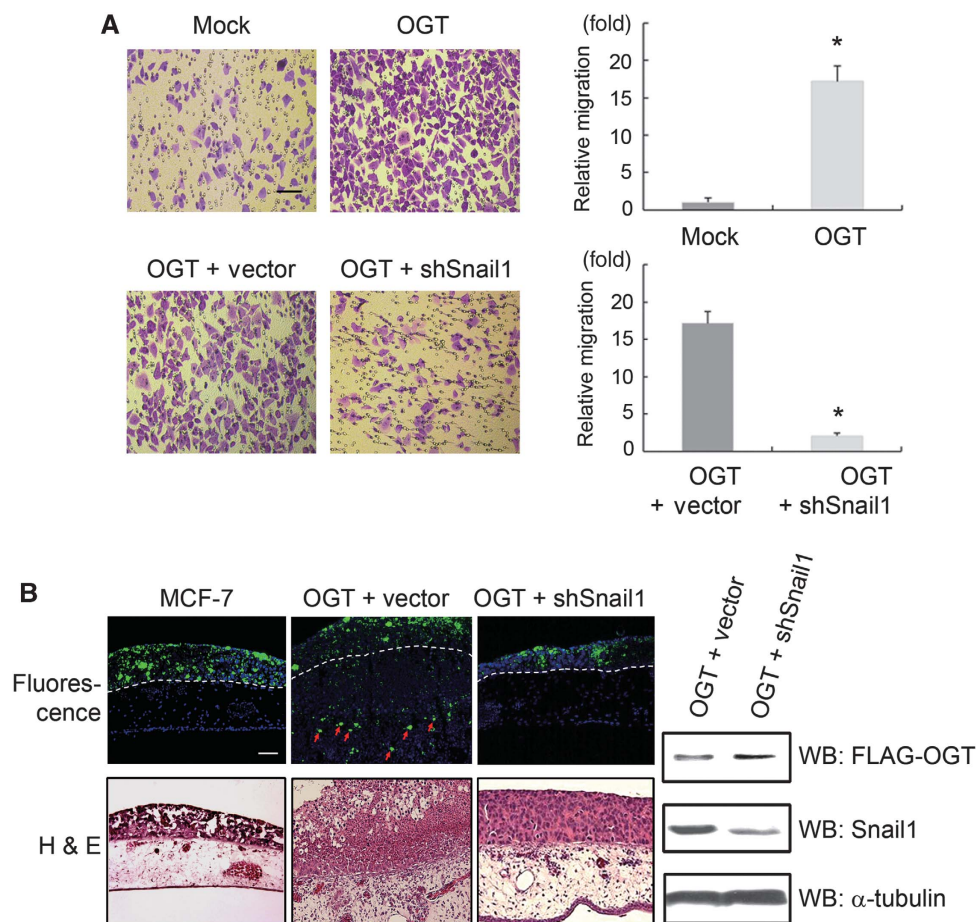 A
Mock
OGT
(fold)
Relative migration
20
15
10
5
0
*
Mock
OGT
OGT + vector
OGT + shSnail1
(fold)
Relative migration
20
15
10
5
0
*
OGT
+ vector
OGT
+ shSnail1
B
MCF-7
OGT + vector
OGT + shSnail1
Fluores-
cence
H & E
OGT + vector
OGT + shSnail1
WB: FLAG-OGT
WB: Snail1
WB: α-tubulin